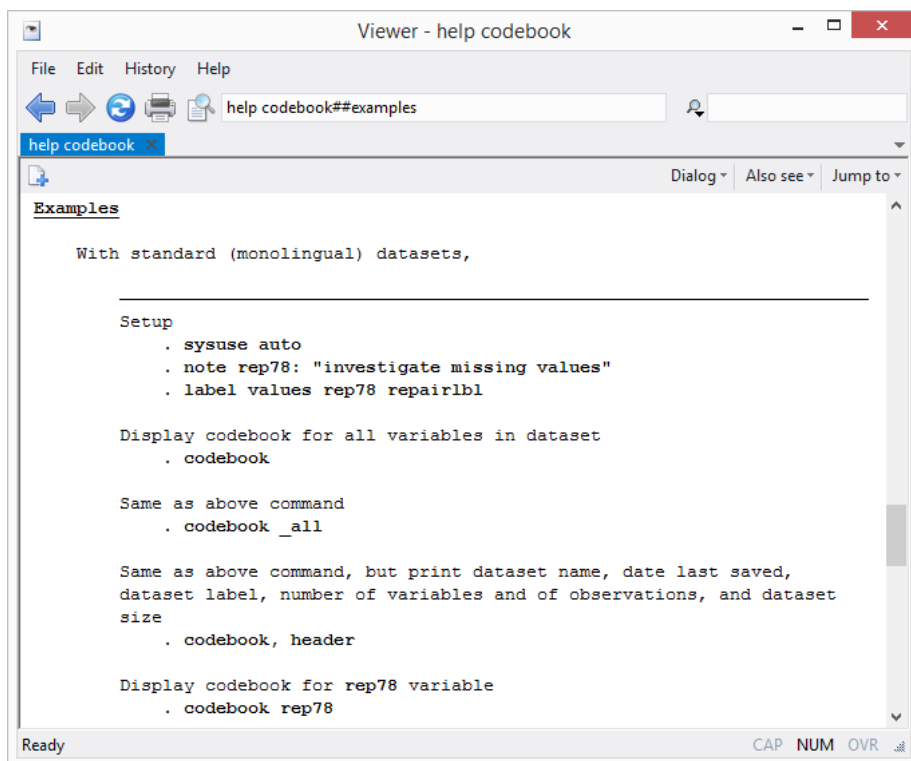 Viewer - help codebook
File Edit History Help
help codebook##examples
help codebook
Dialog Also see Jump to
Examples
With standard (monolingual) datasets,
Setup
. sysuse auto
. note rep78: "investigate missing values"
. label values rep78 repairlbl
Display codebook for all variables in dataset
. codebook
Same as above command
. codebook _all
Same as above command, but print dataset name, date last saved,
dataset label, number of variables and of observations, and dataset
size
. codebook, header
Display codebook for rep78 variable
. codebook rep78
Ready CAP NUM OVR